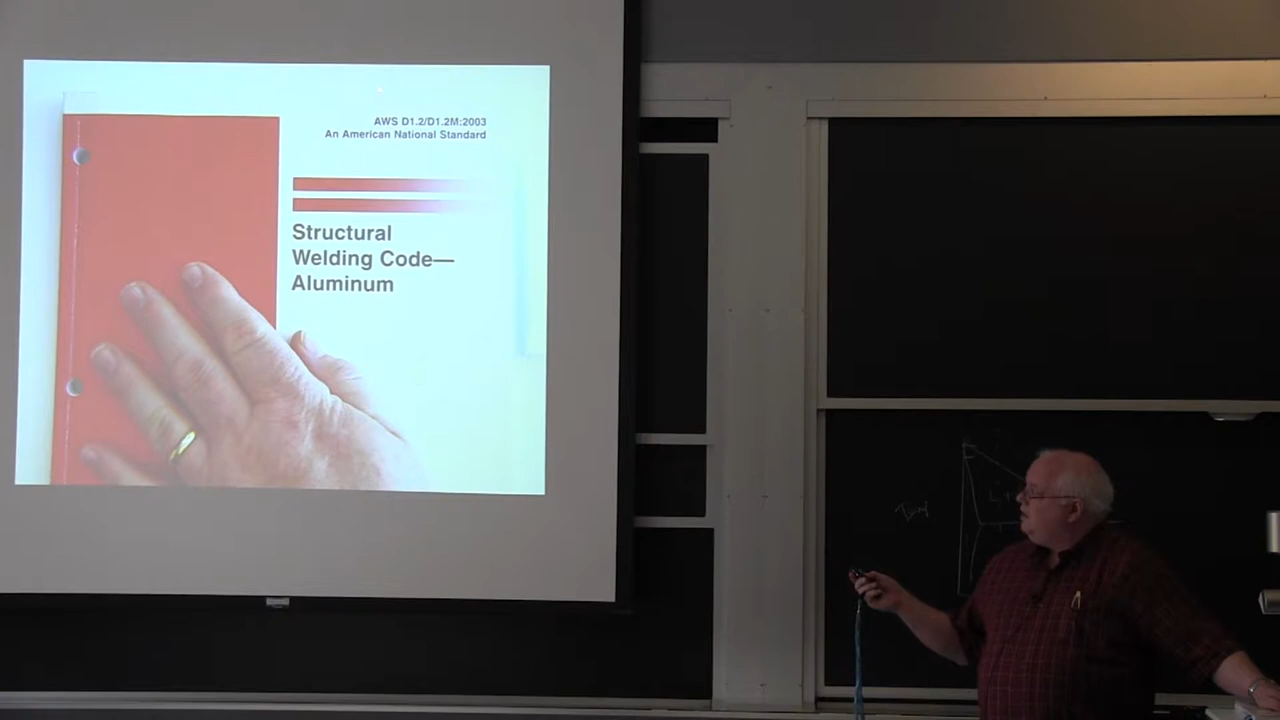 AWS D1.2/D1.2M:2003
An American National Standard
Structural
Welding Code—
Aluminum